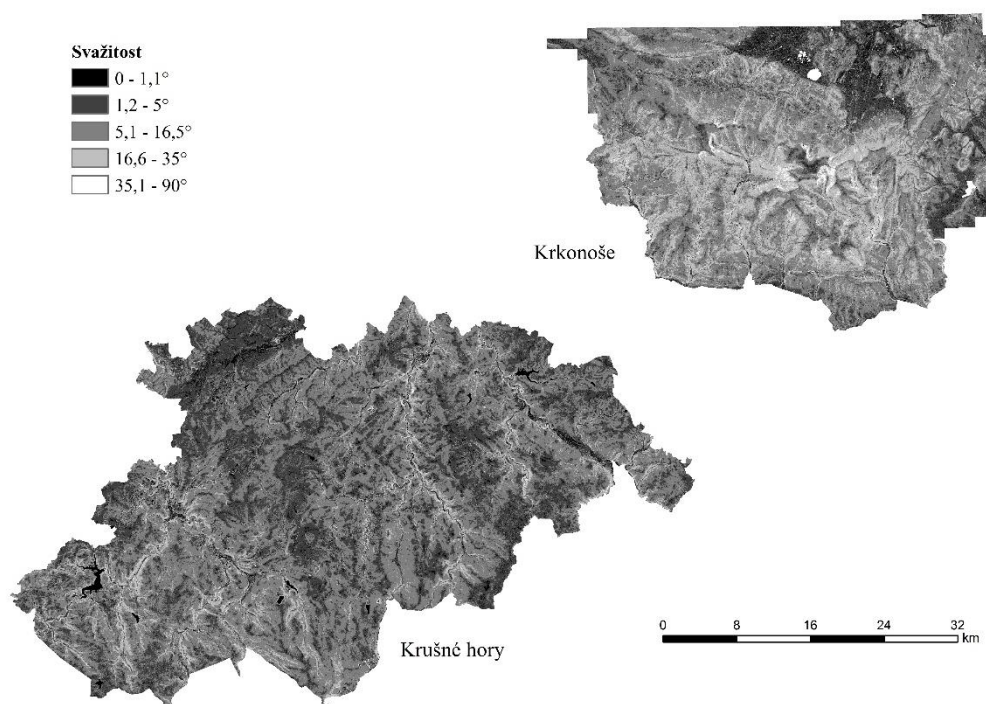 Svažitost
0 - 1,1°
1,2 - 5°
5,1 - 16,5°
16,6 - 35°
35,1 - 90°
Krkonoše
Krušné hory
0 8 16 24 32
km